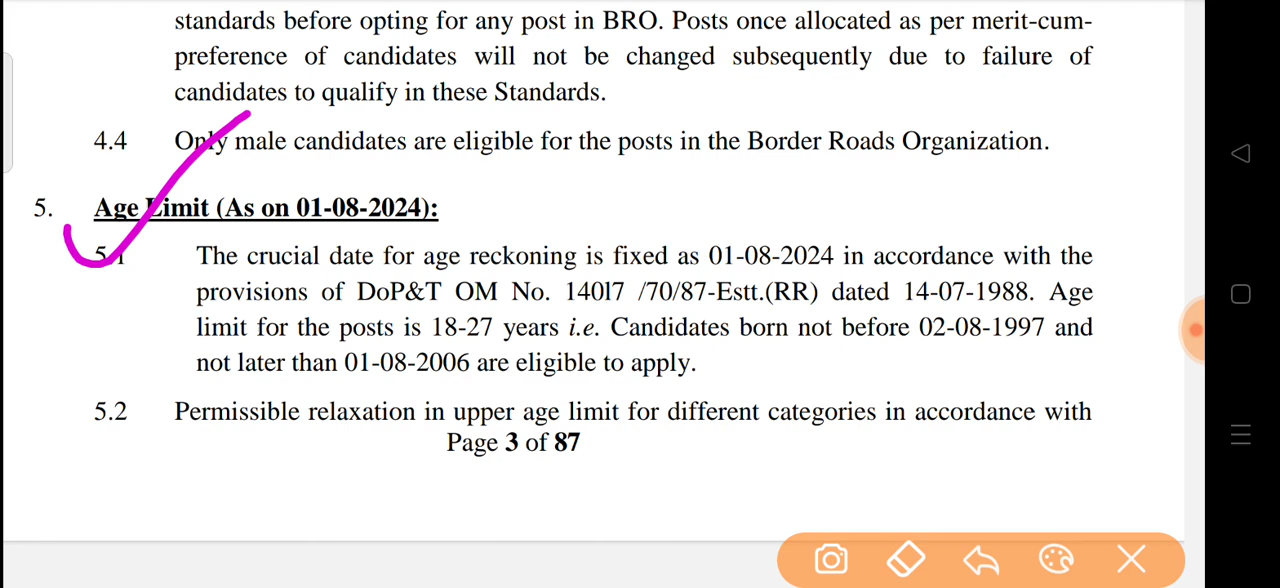 standards before opting for any post in BRO. Posts once allocated as per merit-cum-
preference of candidates will not be changed subsequently due to failure of
candidates to qualify in these Standards.
4.4 Only male candidates are eligible for the posts in the Border Roads Organization.
5. Age Limit (As on 01-08-2024):
5.1 The crucial date for age reckoning is fixed as 01-08-2024 in accordance with the
provisions of DoP&T OM No. 14017 /70/87-Estt.(RR) dated 14-07-1988. Age
limit for the posts is 18-27 years i.e. Candidates born not before 02-08-1997 and
not later than 01-08-2006 are eligible to apply.
5.2 Permissible relaxation in upper age limit for different categories in accordance with
Page 3 of 87